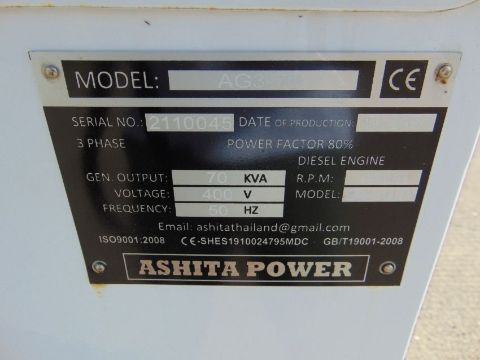 MODEL: CE
SERIAL NO.: 2110045 DATE OF PRODUCTION:
3 PHASE POWER FACTOR 80%
DIESEL ENGINE
GEN. OUTPUT: 70 KVA R.P.M:
VOLTAGE: 400 V MODEL:
FREQUENCY: 50 HZ
Email: ashitathailand@gmail.com
ISO9001:2008 CE-SHES1910024795MDC GB/T19001-2008
ASHITA POWER